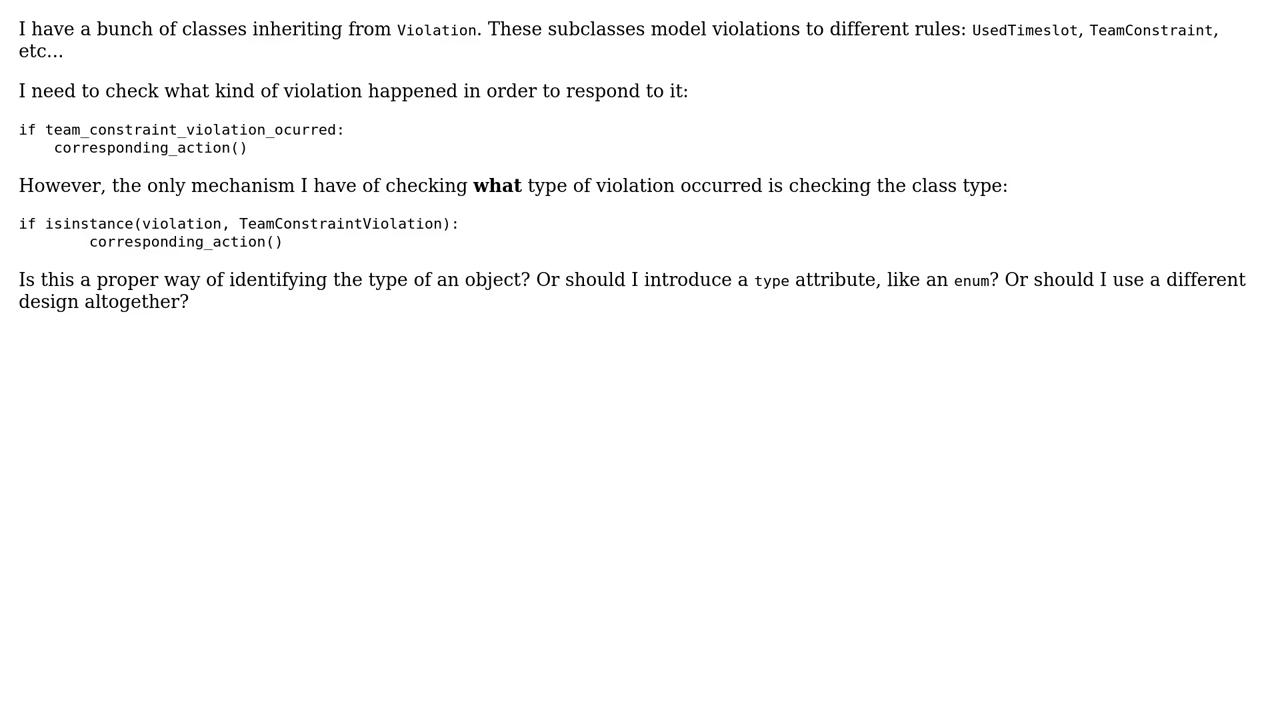 I have a bunch of classes inheriting from Violation. These subclasses model violations to different rules: UsedTimeslot, TeamConstraint,
etc...
I need to check what kind of violation happened in order to respond to it:
if team_constraint_violation_ocurred:
    corresponding_action()
However, the only mechanism I have of checking what type of violation occurred is checking the class type:
if isinstance(violation, TeamConstraintViolation):
        corresponding_action()
Is this a proper way of identifying the type of an object? Or should I introduce a type attribute, like an enum? Or should I use a different
design altogether?